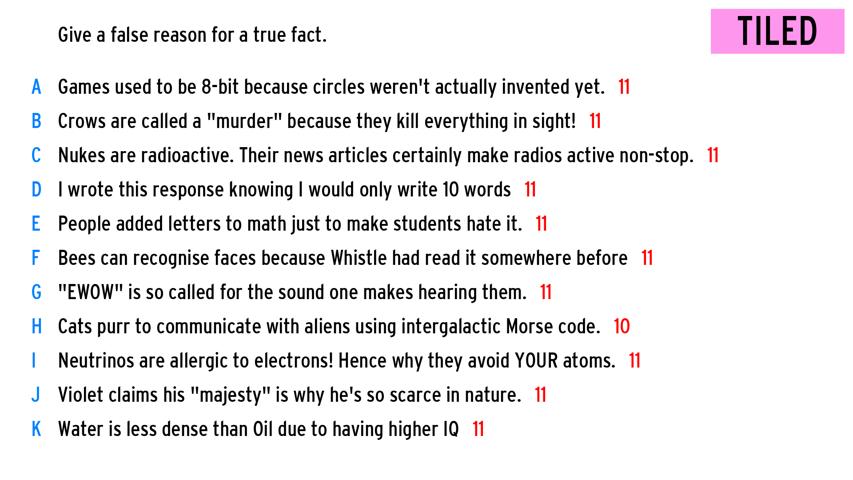 Give a false reason for a true fact.
TILED
A Games used to be 8-bit because circles weren't actually invented yet. 11
B Crows are called a "murder" because they kill everything in sight! 11
C Nukes are radioactive. Their news articles certainly make radios active non-stop. 11
D I wrote this response knowing I would only write 10 words 11
E People added letters to math just to make students hate it. 11
F Bees can recognise faces because Whistle had read it somewhere before 11
G "EWOW" is so called for the sound one makes hearing them. 11
H Cats purr to communicate with aliens using intergalactic Morse code. 10
I Neutrinos are allergic to electrons! Hence why they avoid YOUR atoms. 11
J Violet claims his "majesty" is why he's so scarce in nature. 11
K Water is less dense than Oil due to having higher IQ 11